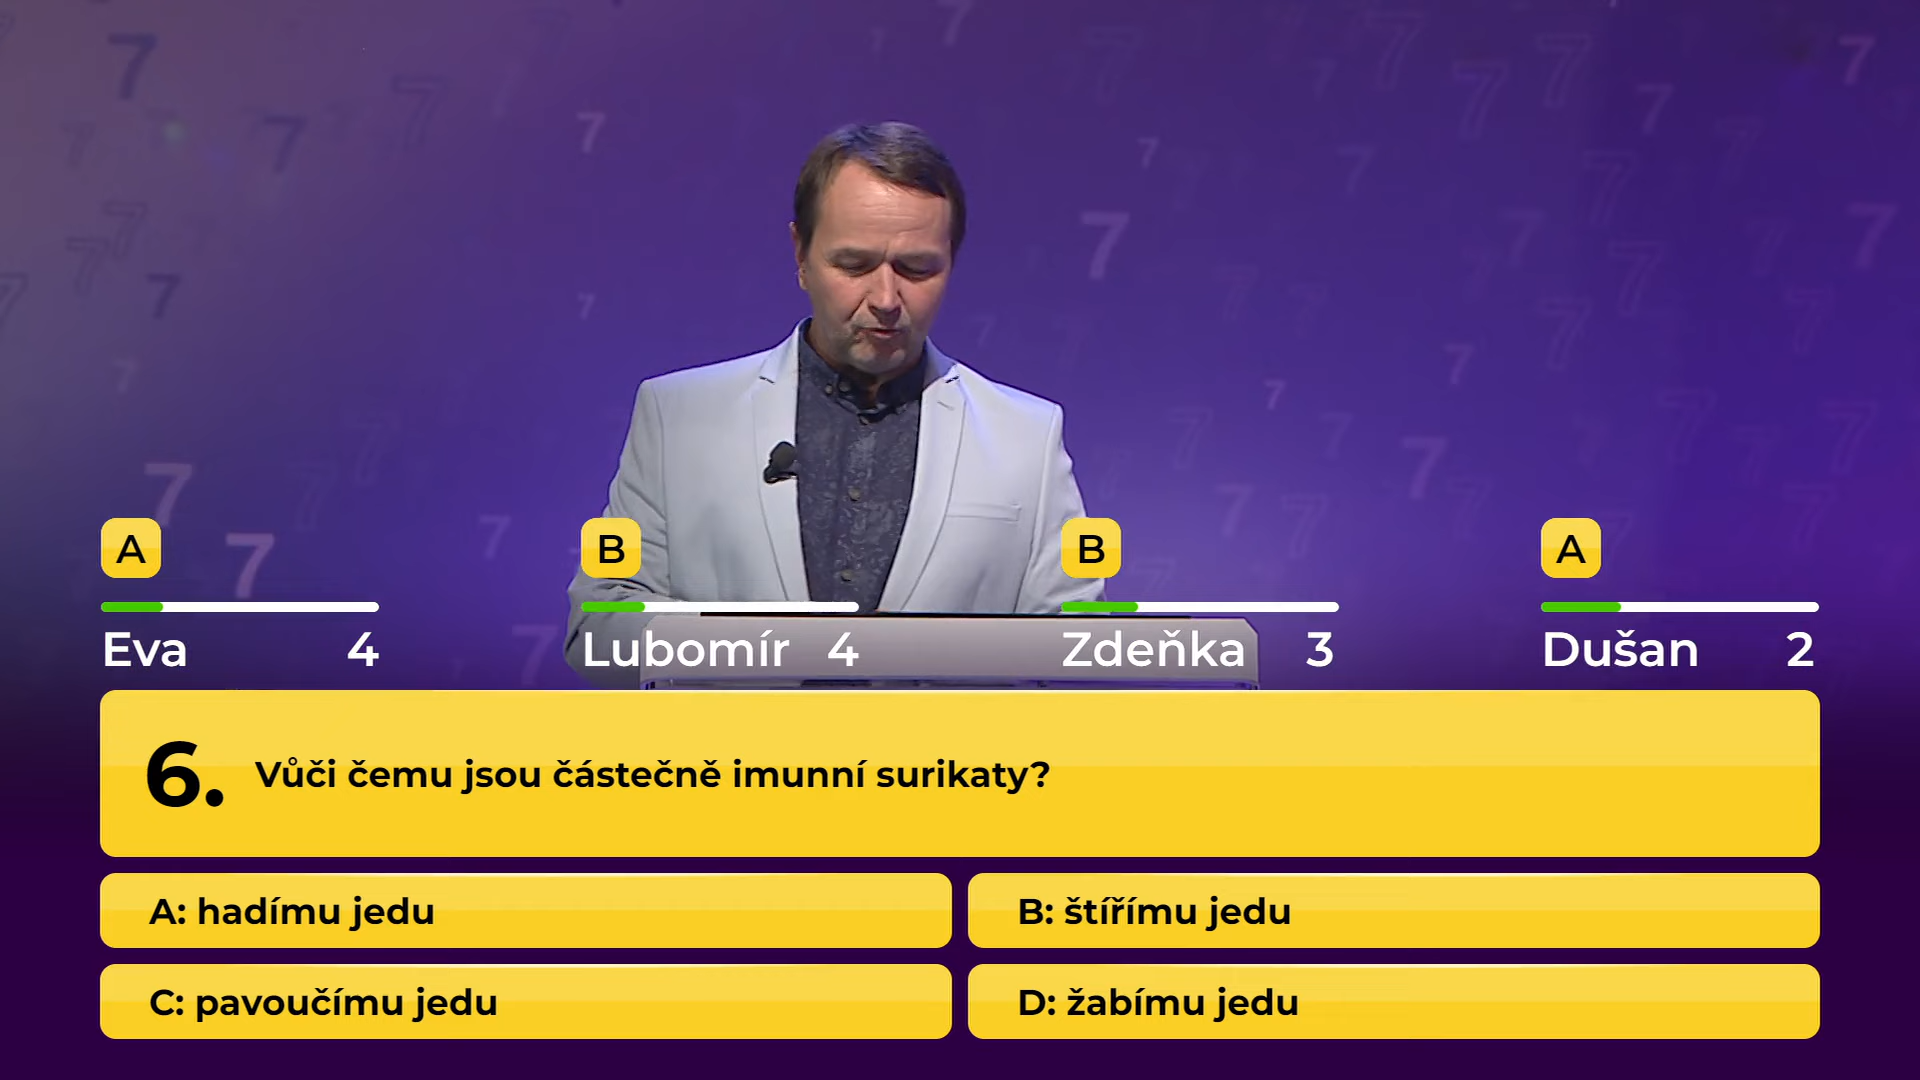 A
B
B
A
Eva 4
Lubomír 4
Zdeňka 3
Dušan 2
6. Vůči čemu jsou částečně imunní surikaty?
A: hadímu jedu
B: štířímu jedu
C: pavoučímu jedu
D: žabímu jedu